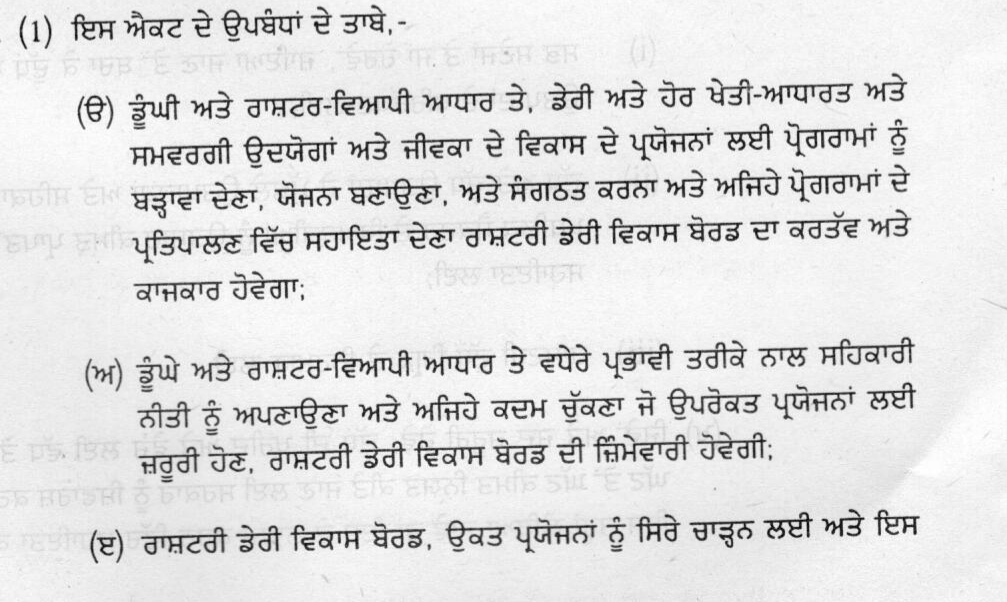 (1) ਇਸ ਐਕਟ ਦੇ ਉਪਬੰਧਾਂ ਦੇ ਤਾਬੇ,-
(ੳ) ਡੂੰਘੀ ਅਤੇ ਰਾਸ਼ਟਰ-ਵਿਆਪੀ ਆਧਾਰ ਤੇ, ਡੇਰੀ ਅਤੇ ਹੋਰ ਖੇਤੀ-ਆਧਾਰਤ ਅਤੇ
ਸਮਵਰਗੀ ਉਦਯੋਗਾਂ ਅਤੇ ਜੀਵਕਾ ਦੇ ਵਿਕਾਸ ਦੇ ਪ੍ਰਯੋਜਨਾਂ ਲਈ ਪ੍ਰੋਗਰਾਮਾਂ ਨੂੰ
ਬੜ੍ਹਾਵਾ ਦੇਣਾ, ਯੋਜਨਾ ਬਣਾਉਣਾ, ਅਤੇ ਸੰਗਠਤ ਕਰਨਾ ਅਤੇ ਅਜਿਹੇ ਪ੍ਰੋਗਰਾਮਾਂ ਦੇ
ਪ੍ਰਤਿਪਾਲਣ ਵਿੱਚ ਸਹਾਇਤਾ ਦੇਣਾ ਰਾਸ਼ਟਰੀ ਡੇਰੀ ਵਿਕਾਸ ਬੋਰਡ ਦਾ ਕਰਤੱਵ ਅਤੇ
ਕਾਜਕਾਰ ਹੋਵੇਗਾ;
(ਅ) ਡੂੰਘੇ ਅਤੇ ਰਾਸ਼ਟਰ-ਵਿਆਪੀ ਆਧਾਰ ਤੇ ਵਧੇਰੇ ਪ੍ਰਭਾਵੀ ਤਰੀਕੇ ਨਾਲ ਸਹਿਕਾਰੀ
ਨੀਤੀ ਨੂੰ ਅਪਣਾਉਣਾ ਅਤੇ ਅਜਿਹੇ ਕਦਮ ਚੁੱਕਣਾ ਜੋ ਉਪਰੋਕਤ ਪ੍ਰਯੋਜਨਾਂ ਲਈ
ਜ਼ਰੂਰੀ ਹੋਣ, ਰਾਸ਼ਟਰੀ ਡੇਰੀ ਵਿਕਾਸ ਬੋਰਡ ਦੀ ਜ਼ਿੰਮੇਵਾਰੀ ਹੋਵੇਗੀ;
(ੲ) ਰਾਸ਼ਟਰੀ ਡੇਰੀ ਵਿਕਾਸ ਬੋਰਡ, ਉਕਤ ਪ੍ਰਯੋਜਨਾਂ ਨੂੰ ਸਿਰੇ ਚਾੜ੍ਹਨ ਲਈ ਅਤੇ ਇਸ